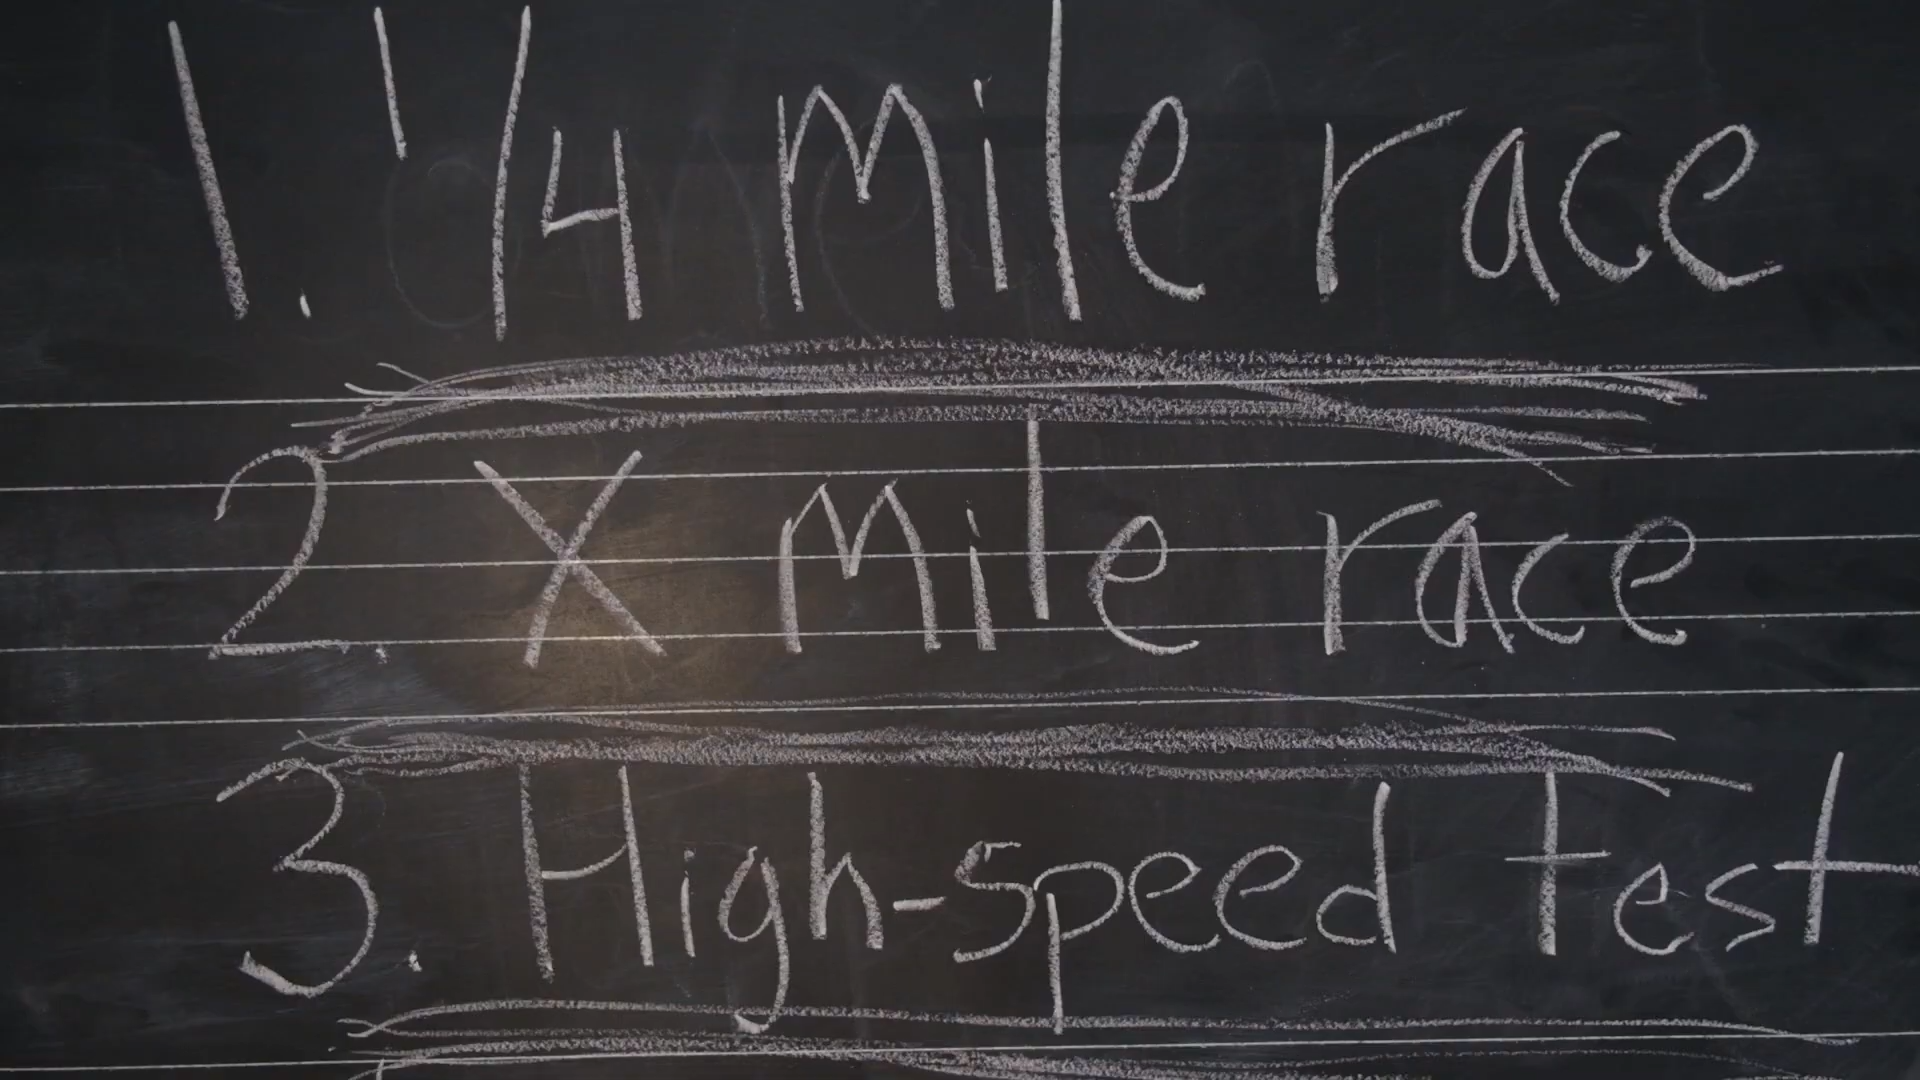 1. 1/4 mile race
2. X mile race
3. High-speed Test